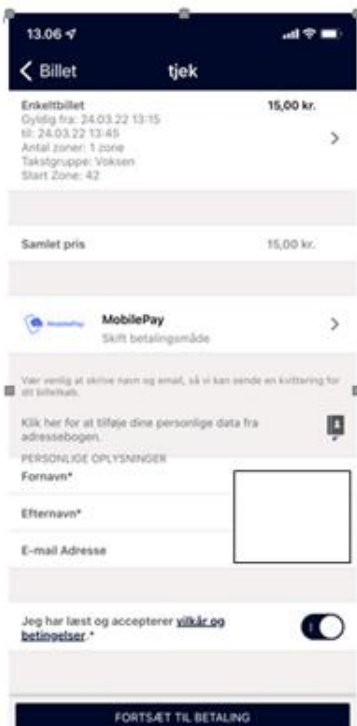 13.06
Billet
tjek
Enkeltbillet 15,00 kr.
Gyldig fra: 24.03.22 13:15
til: 24.03.22 13:45
Antal zoner: 1 zone
Takstgruppe: Voksen
Start Zone: 42
Samlet pris 15,00 kr.
MobilePay MobilePay
Skift betalingsmåde
Vær venlig at skrive navn og email, så vi kan sende en kvittering for
dit billetkøb.
Klik her for at tilføje dine personlige data fra
adressebogen.
PERSONLIGE OPLYSNINGER
Fornavn*
Efternavn*
E-mail Adresse
Jeg har læst og accepterer vilkår og
betingelser.*
FORTSÆT TIL BETALING